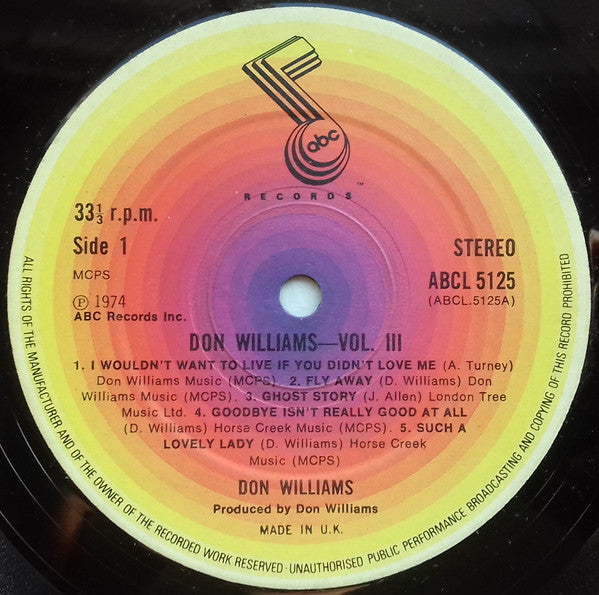 abc
RECORDS™
33⅓ r.p.m.
Side 1
STEREO
MCPS
ABCL 5125
℗ 1974
(ABCL.5125A)
ABC Records Inc.
DON WILLIAMS—VOL. III
1. I WOULDN'T WANT TO LIVE IF YOU DIDN'T LOVE ME (A. Turney)
Don Williams Music (MCPS). 2. FLY AWAY (D. Williams) Don
Williams Music (MCPS). 3. GHOST STORY (J. Allen) London Tree
Music Ltd. 4. GOODBYE ISN'T REALLY GOOD AT ALL
(D. Williams) Horse Creek Music (MCPS). 5. SUCH A
LOVELY LADY (D. Williams) Horse Creek
Music (MCPS)
DON WILLIAMS
Produced by Don Williams
MADE IN U.K.
ALL RIGHTS OF THE MANUFACTURER AND OF THE OWNER OF THE RECORDED WORK RESERVED · UNAUTHORISED PUBLIC PERFORMANCE BROADCASTING AND COPYING OF THIS RECORD PROHIBITED